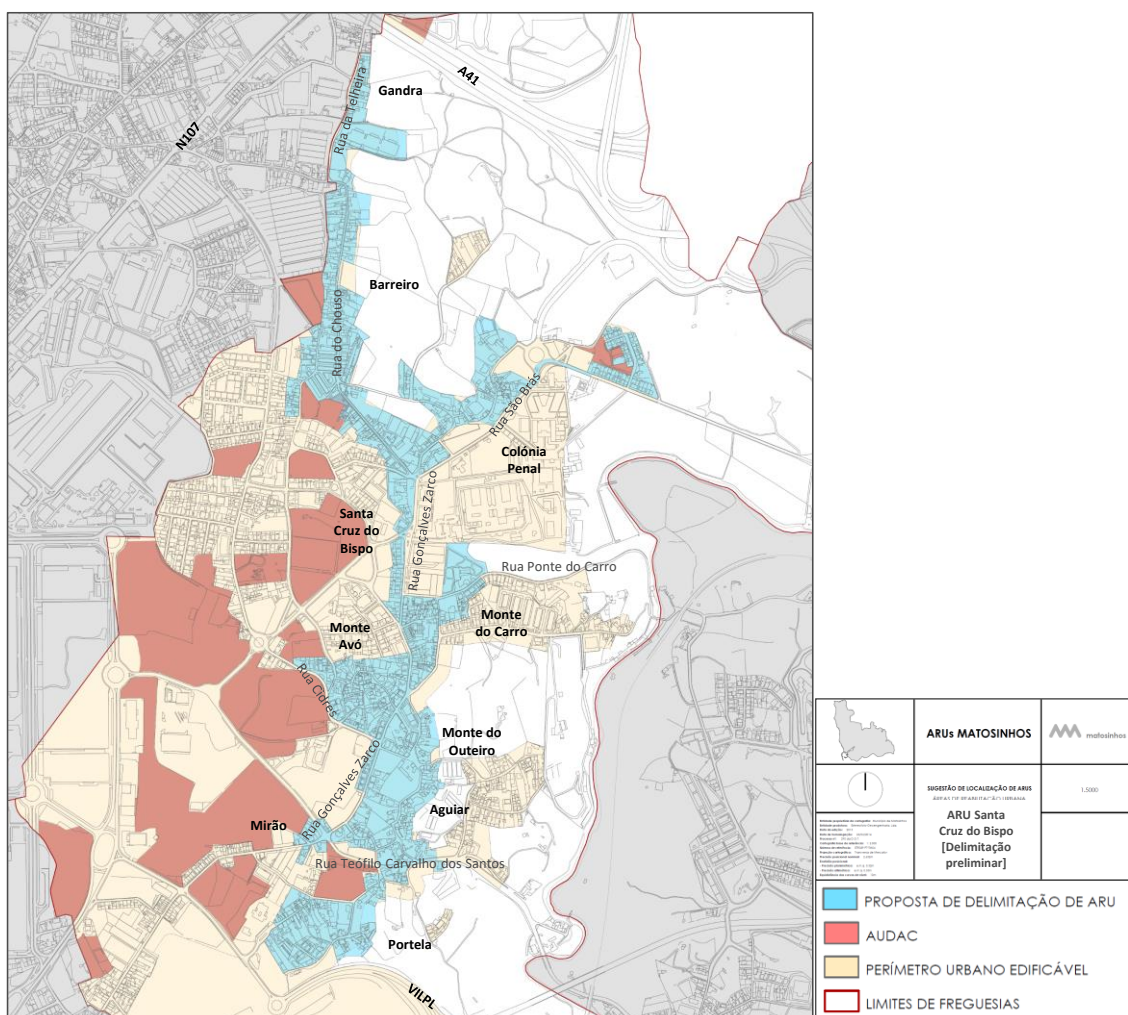 A41
Gandra
Rua da Telheira
N107
Barreiro
Rua do Chouso
Rua São Brás
Colónia
Penal
Santa
Cruz do
Bispo
Rua Gonçalves Zarco
Rua Ponte do Carro
Monte
do Carro
Monte
Avó
Rua Cidres
Monte do
Outeiro
Rua Gonçalves Zarco
Aguiar
Mirão
Rua Teófilo Carvalho dos Santos
Portela
VILPL
ARUs MATOSINHOS
matosinhos
SUGESTÃO DE LOCALIZAÇÃO DE ARUS
ÁREAS DE REABILITAÇÃO URBANA
1.5000
ARU Santa
Cruz do Bispo
[Delimitação
preliminar]
PROPOSTA DE DELIMITAÇÃO DE ARU
AUDAC
PERÍMETRO URBANO EDIFICÁVEL
LIMITES DE FREGUESIAS